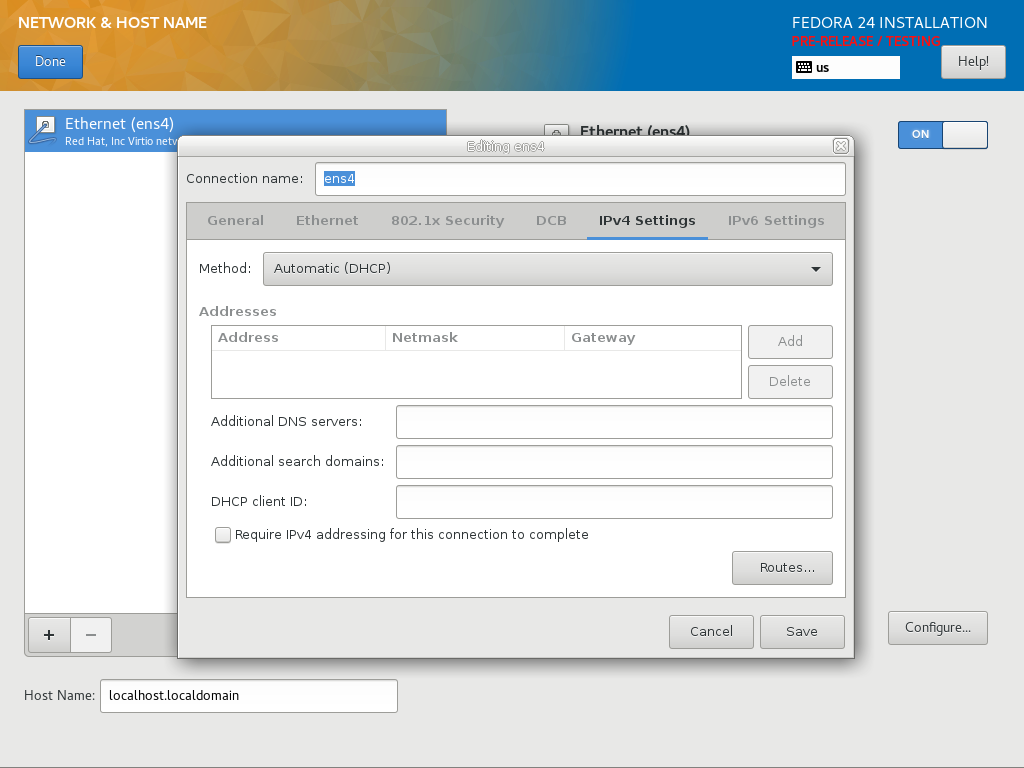 NETWORK & HOST NAME
FEDORA 24 INSTALLATION
PRE-RELEASE / TESTING
Done
us
Help!
Ethernet (ens4)
Red Hat, Inc Virtio netw
Ethernet (ens4)
ON
Editing ens4
Connection name: ens4
General Ethernet 802.1x Security DCB IPv4 Settings IPv6 Settings
Method: Automatic (DHCP)
Addresses
Address Netmask Gateway
Add
Delete
Additional DNS servers:
Additional search domains:
DHCP client ID:
Require IPv4 addressing for this connection to complete
Routes...
Cancel Save
+ −
Configure...
Host Name: localhost.localdomain